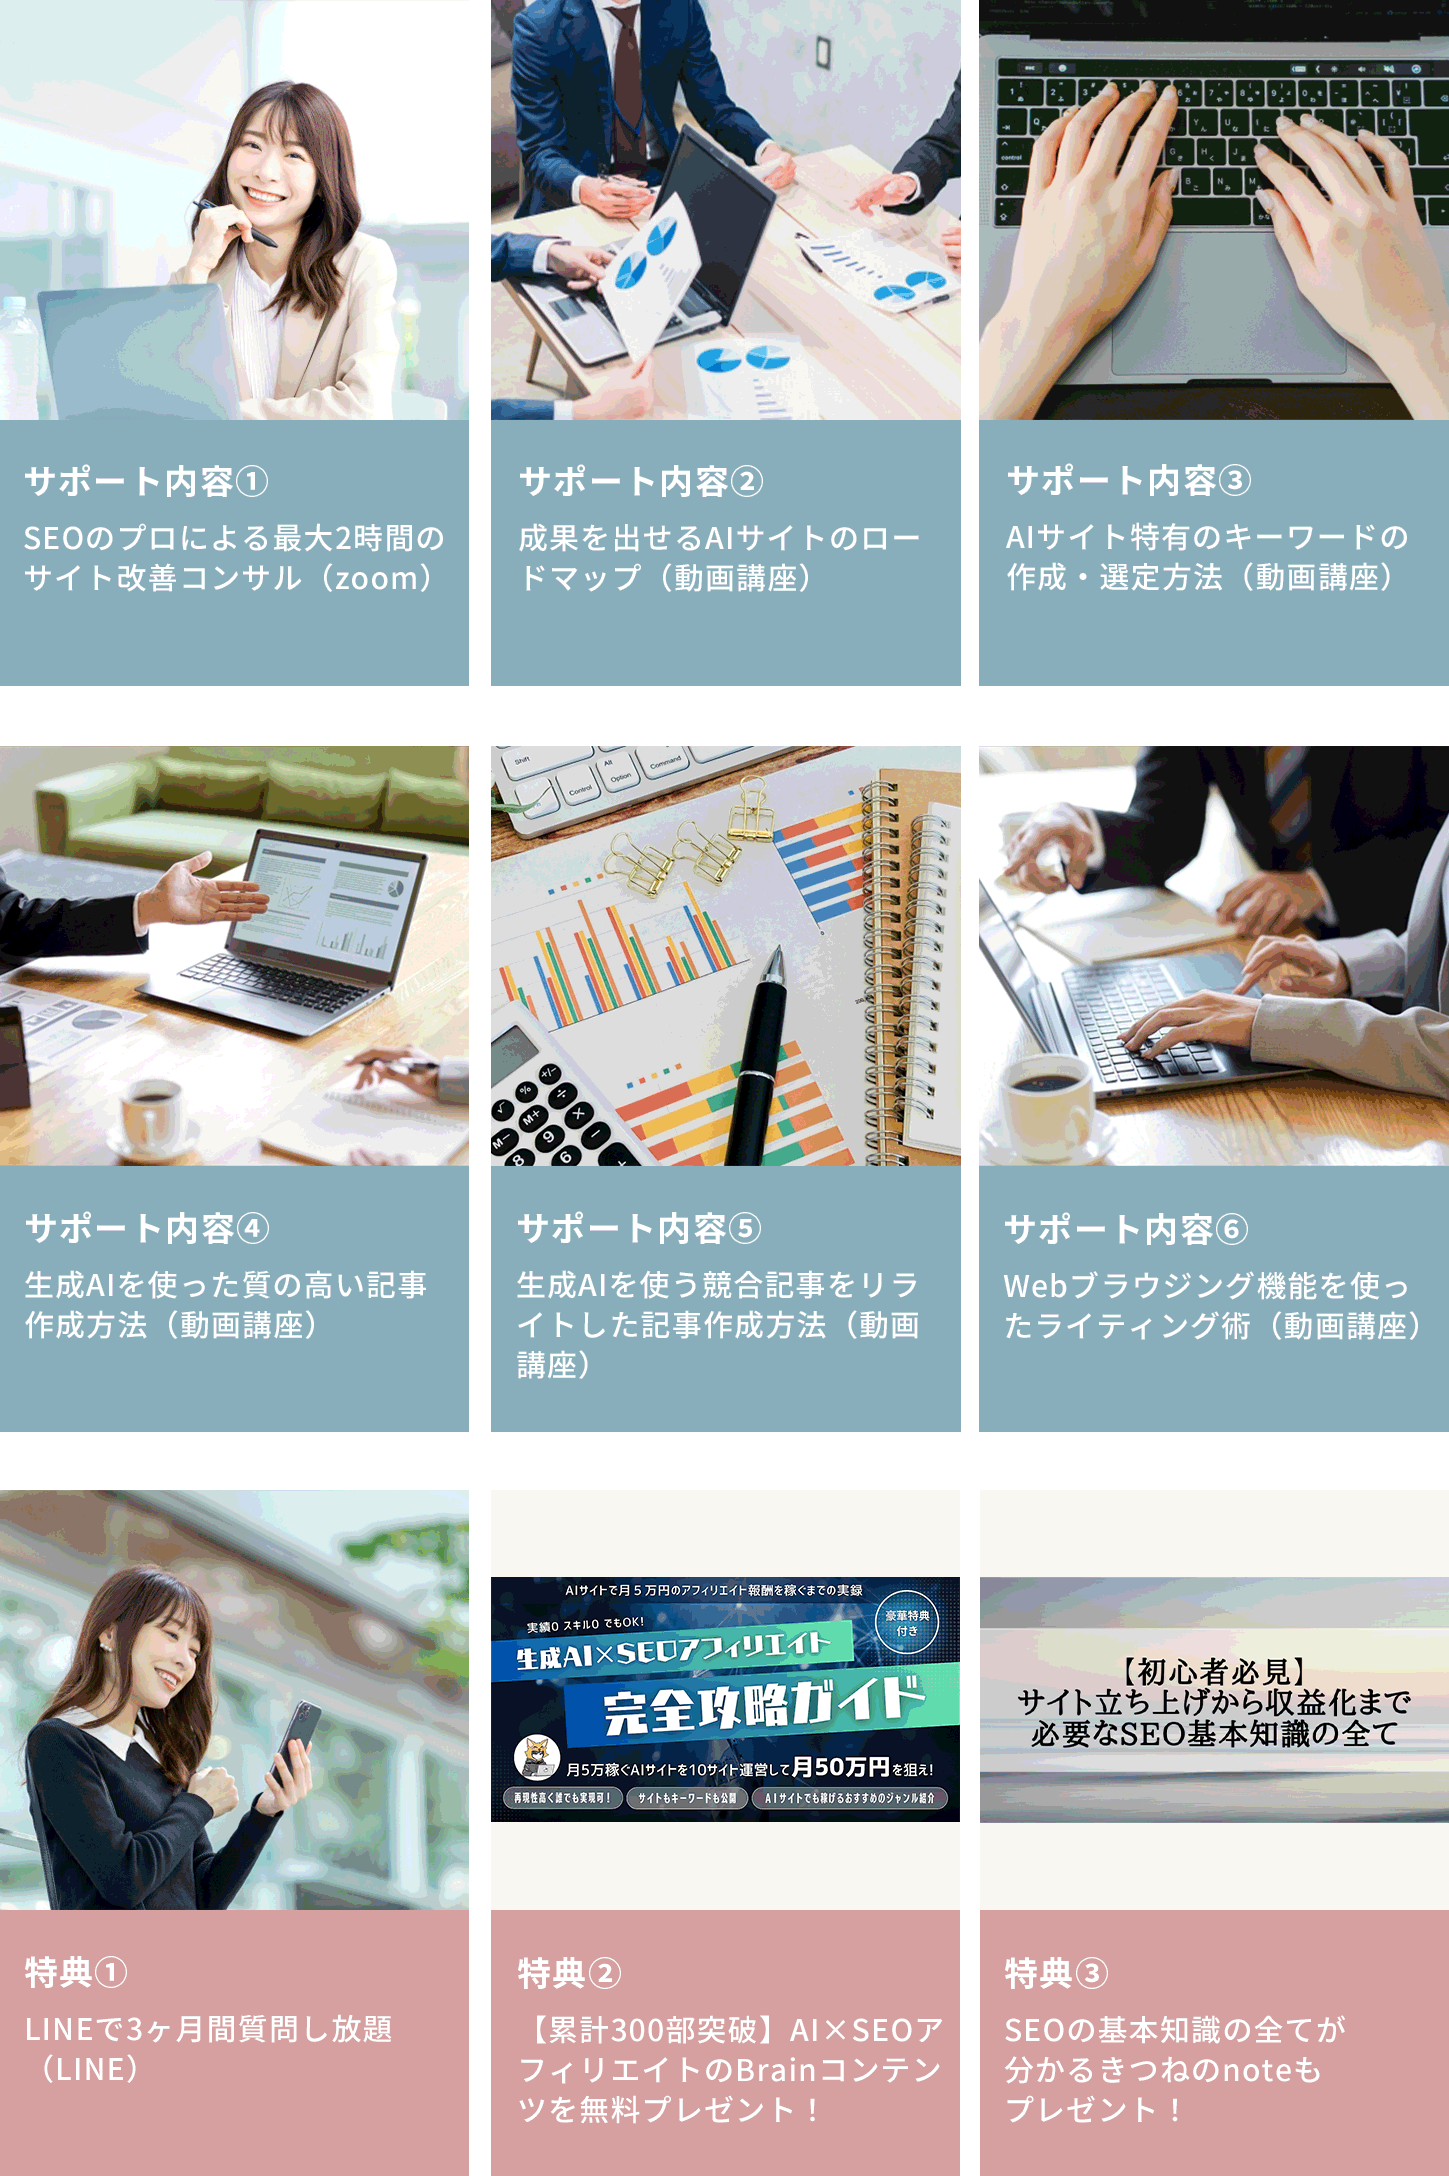 サポート内容①
SEOのプロによる最大2時間の
サイト改善コンサル（zoom）
サポート内容②
成果を出せるAIサイトのロー
ドマップ（動画講座）
サポート内容③
AIサイト特有のキーワードの
作成・選定方法（動画講座）
サポート内容④
生成AIを使った質の高い記事
作成方法（動画講座）
Shift
Alt
Option
Command
Control
サポート内容⑤
生成AIを使う競合記事をリラ
イトした記事作成方法（動画
講座）
サポート内容⑥
Webブラウジング機能を使っ
たライティング術（動画講座）
特典①
LINEで3ヶ月間質問し放題
（LINE）
AIサイトで月５万円のアフィリエイト報酬を稼ぐまでの実録
豪華特典
付き
実績0 スキル0 でもOK!
生成AI×SEOアフィリエイト
完全攻略ガイド
月5万稼ぐAIサイトを10サイト運営して月50万円を狙え!
再現性高く誰でも実現可！
サイトもキーワードも公開
AIサイトでも稼げるおすすめのジャンル紹介
特典②
【累計300部突破】AI×SEOア
フィリエイトのBrainコンテン
ツを無料プレゼント！
【初心者必見】
サイト立ち上げから収益化まで
必要なSEO基本知識の全て
特典③
SEOの基本知識の全てが
分かるきつねのnoteも
プレゼント！